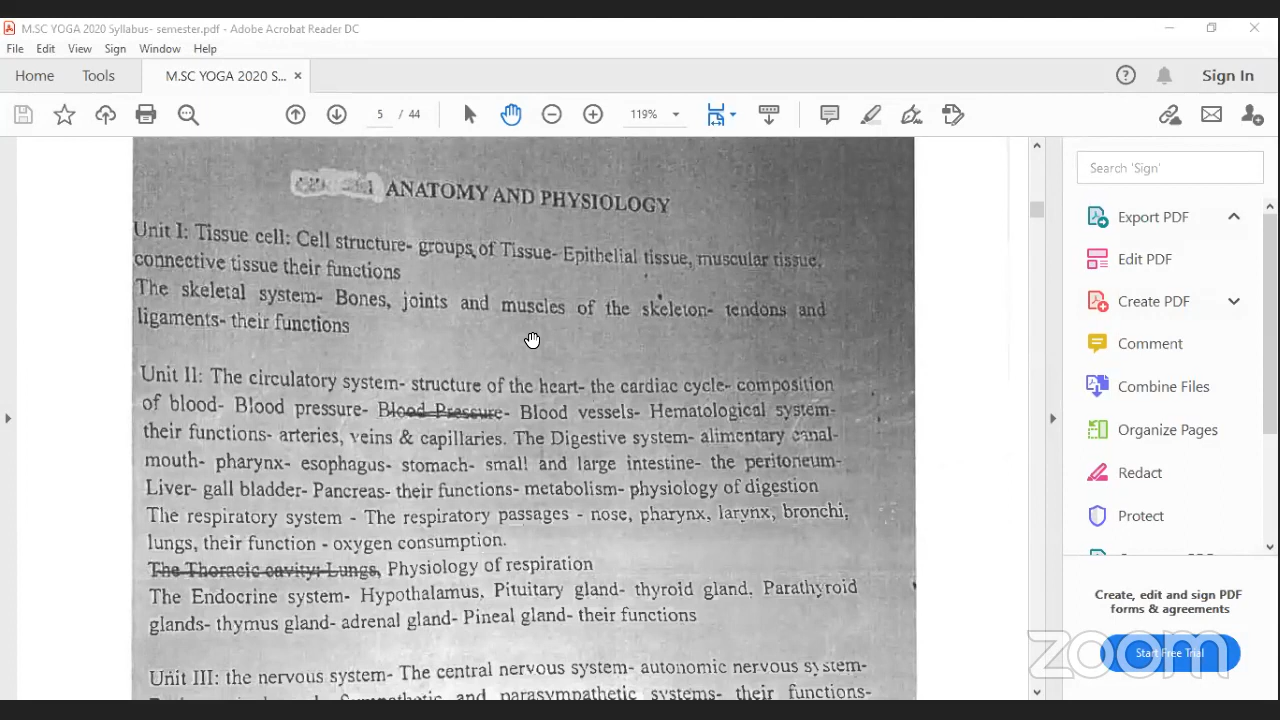 M.SC YOGA 2020 Syllabus- semester.pdf - Adobe Acrobat Reader DC
File Edit View Sign Window Help
Home Tools M.SC YOGA 2020 S... × Sign In
5 / 44 119%
Search 'Sign'
Export PDF
Edit PDF
Create PDF
Comment
Combine Files
Organize Pages
Redact
Protect
Create, edit and sign PDF
forms & agreements
Start Free Trial
zoom
ANATOMY AND PHYSIOLOGY
Unit I: Tissue cell: Cell structure- groups of Tissue- Epithelial tissue, muscular tissue,
connective tissue their functions
The skeletal system- Bones, joints and muscles of the skeleton- tendons and
ligaments- their functions
Unit II: The circulatory system- structure of the heart- the cardiac cycle- composition
of blood- Blood pressure- Blood Pressure- Blood vessels- Hematological system-
their functions- arteries, veins & capillaries. The Digestive system- alimentary canal-
mouth- pharynx- esophagus- stomach- small and large intestine- the peritoneum-
Liver- gall bladder- Pancreas- their functions- metabolism- physiology of digestion
The respiratory system - The respiratory passages - nose, pharynx, larynx, bronchi,
lungs, their function - oxygen consumption.
The Thoracic cavity: Lungs, Physiology of respiration
The Endocrine system- Hypothalamus, Pituitary gland- thyroid gland, Parathyroid
glands- thymus gland- adrenal gland- Pineal gland- their functions
Unit III: the nervous system- The central nervous system- autonomic nervous system-
and parasympathetic systems- their functions-